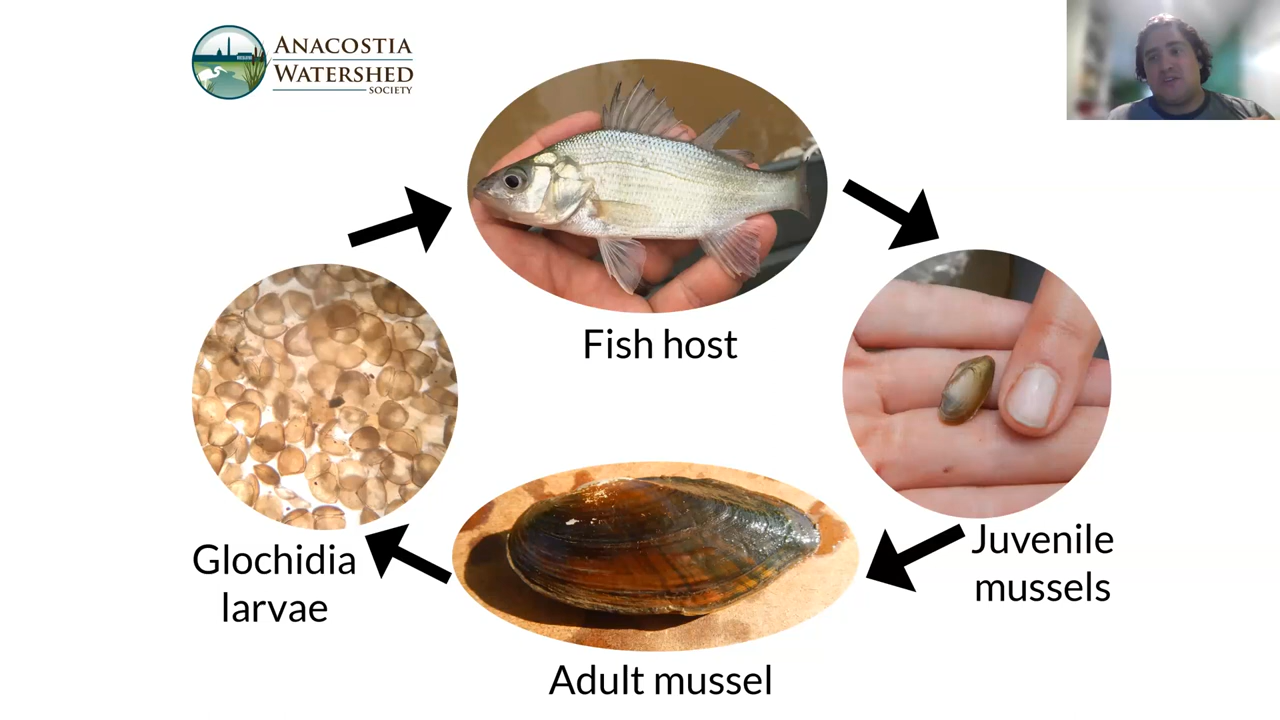 ANACOSTIA
WATERSHED
SOCIETY
Fish host
Glochidia
larvae
Juvenile
mussels
Adult mussel